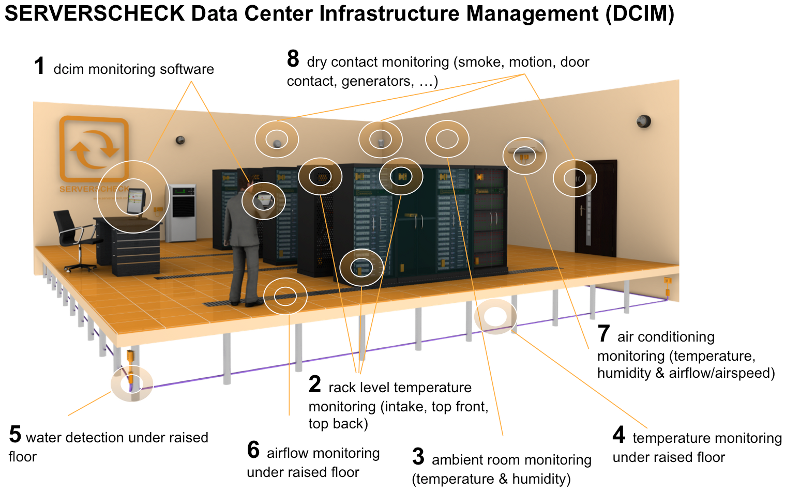 SERVERSCHECK Data Center Infrastructure Management (DCIM)
1 dcim monitoring software
8 dry contact monitoring (smoke, motion, door
contact, generators, …)
SERVERSCHECK
7 air conditioning
monitoring (temperature,
humidity & airflow/airspeed)
2 rack level temperature
monitoring (intake, top front,
top back)
5 water detection under raised
floor
6 airflow monitoring
under raised floor
3 ambient room monitoring
(temperature & humidity)
4 temperature monitoring
under raised floor